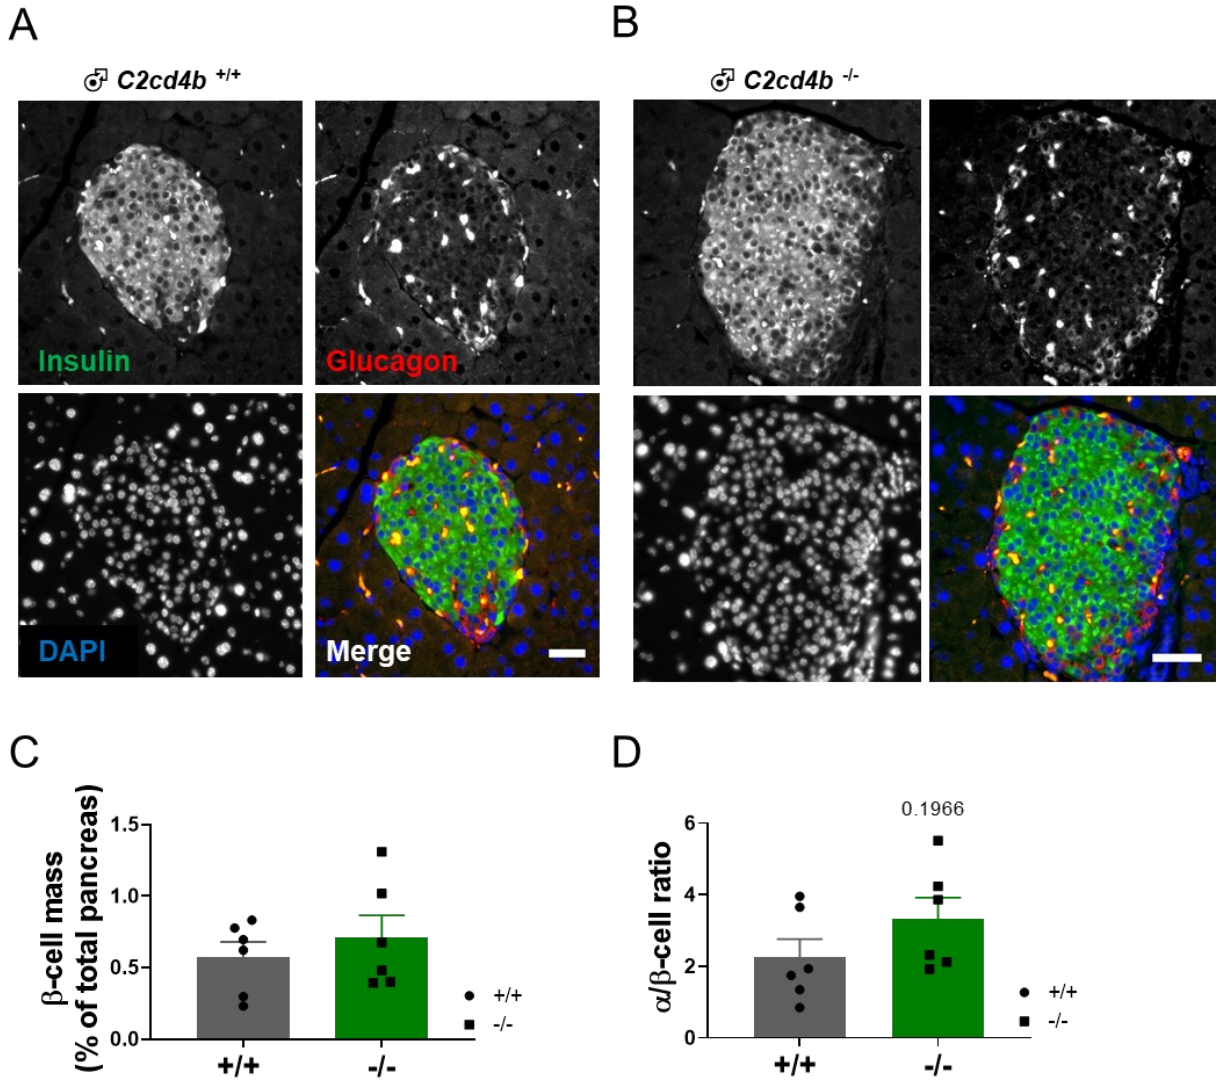 A
B
♂ C2cd4b +/+
♂ C2cd4b -/-
Insulin
Glucagon
DAPI
Merge
C
D
β-cell mass
(% of total pancreas)
1.5
1.0
0.5
0.0
+/+
-/-
+/+
-/-
0.1966
α/β-cell ratio
6
4
2
0
+/+
-/-
+/+
-/-